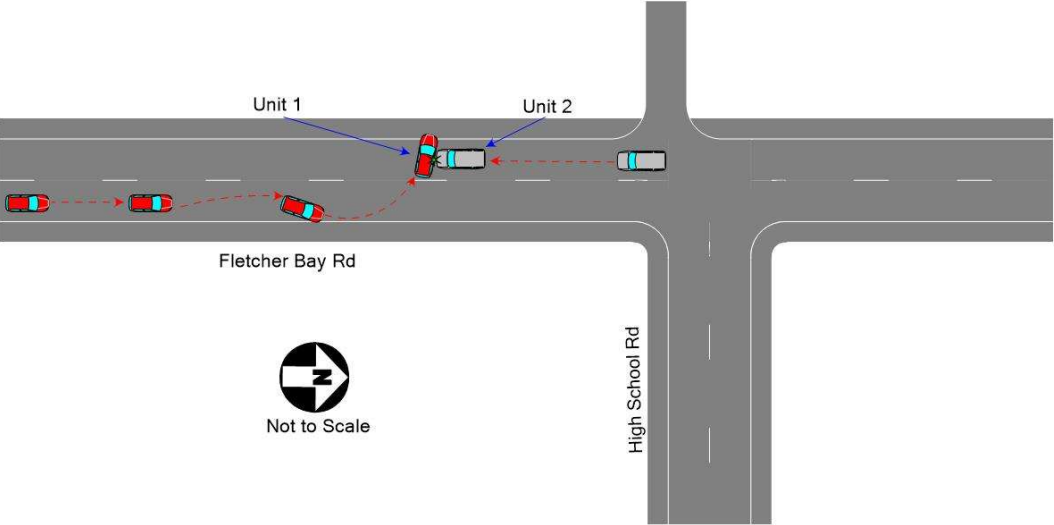 Unit 1
Unit 2
Fletcher Bay Rd
High School Rd
N
Not to Scale